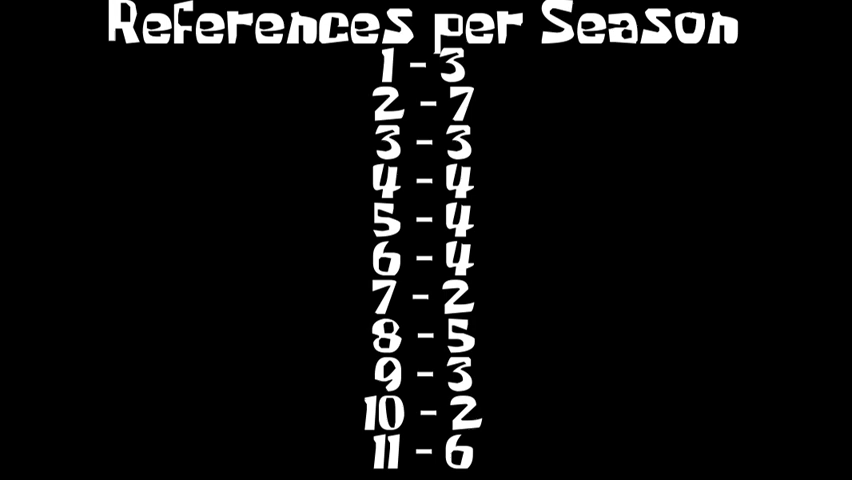 References per Season
1 - 3
2 - 7
3 - 3
4 - 4
5 - 4
6 - 4
7 - 2
8 - 5
9 - 3
10 - 2
11 - 6